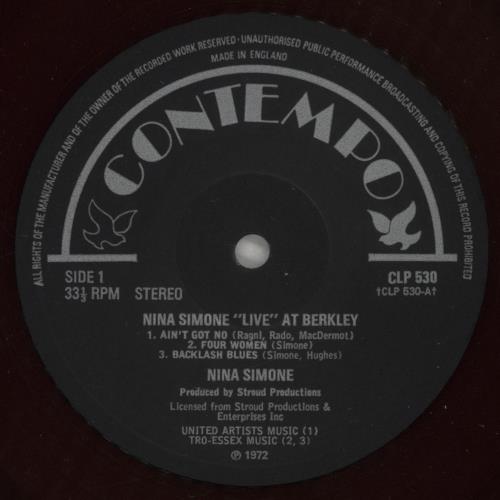 ALL RIGHTS OF THE MANUFACTURER AND OF THE OWNER OF THE RECORDED WORK RESERVED · UNAUTHORISED PUBLIC PERFORMANCE BROADCASTING AND COPYING OF THIS RECORD PROHIBITED
MADE IN ENGLAND
CONTEMPO
SIDE 1
33⅓ RPM STEREO
CLP 530
†CLP 530-A†
NINA SIMONE "LIVE" AT BERKLEY
1. AIN'T GOT NO (Ragni, Rado, MacDermot)
2. FOUR WOMEN (Simone)
3. BACKLASH BLUES (Simone, Hughes)
NINA SIMONE
Produced by Stroud Productions
Licensed from Stroud Productions &
Enterprises Inc
UNITED ARTISTS MUSIC (1)
TRO-ESSEX MUSIC (2, 3)
℗ 1972